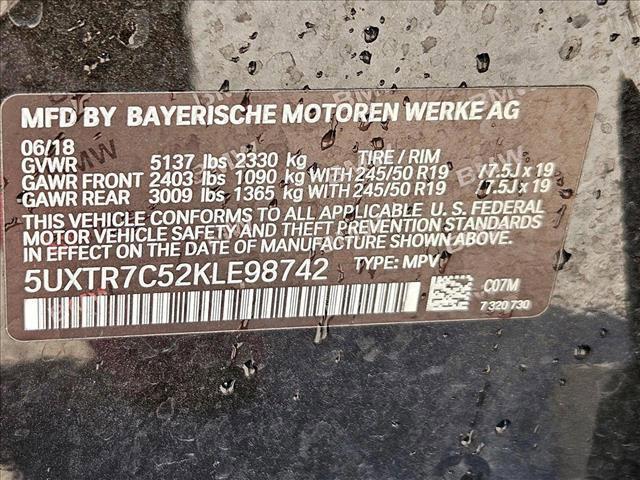 MFD BY BAYERISCHE MOTOREN WERKE AG
06/18
GVWR 5137 lbs 2330 kg TIRE / RIM
GAWR FRONT 2403 lbs 1090 kg WITH 245/50 R19 / 7.5J x 19
GAWR REAR 3009 lbs 1365 kg WITH 245/50 R19 / 7.5J x 19
THIS VEHICLE CONFORMS TO ALL APPLICABLE U. S. FEDERAL
MOTOR VEHICLE SAFETY AND THEFT PREVENTION STANDARDS
IN EFFECT ON THE DATE OF MANUFACTURE SHOWN ABOVE.
5UXTR7C52KLE98742 TYPE: MPV
C07M
7 320 730